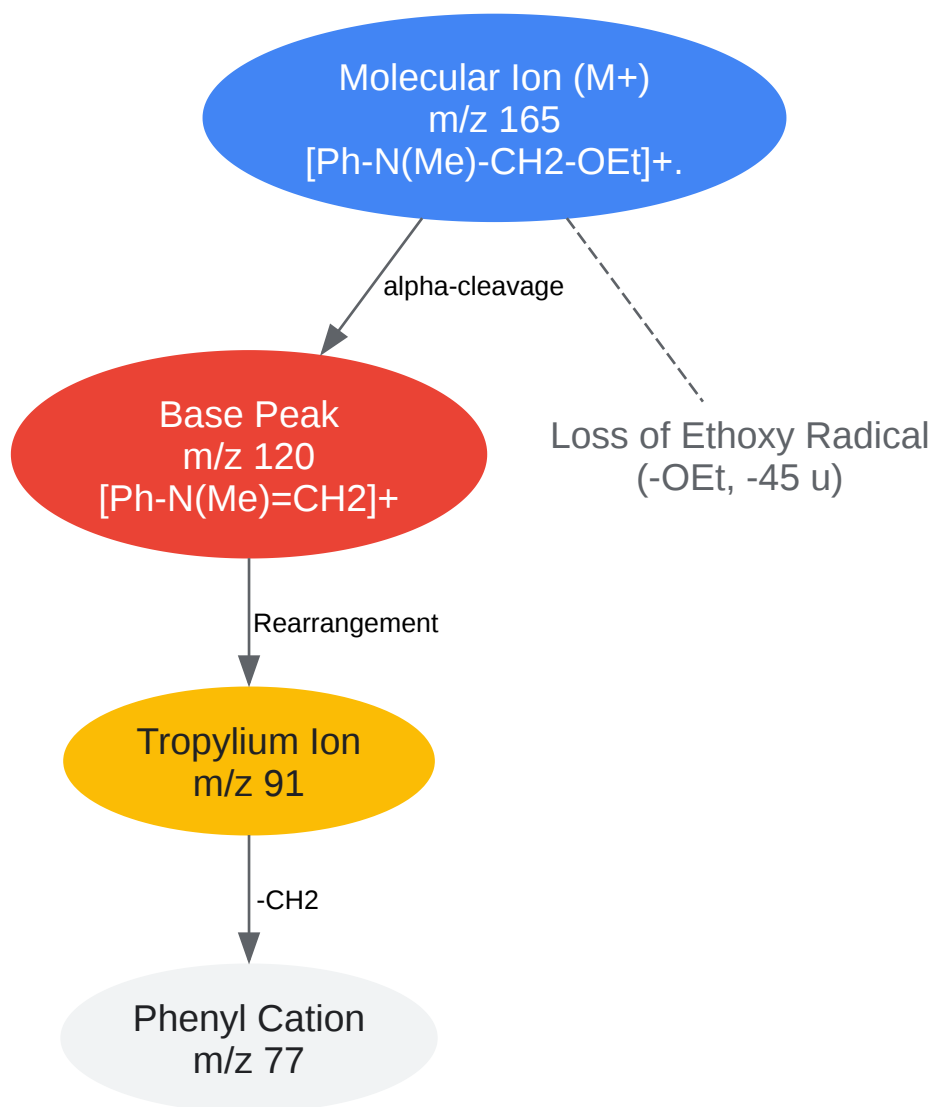 Molecular Ion (M+)
m/z 165
[Ph-N(Me)-CH2-OEt]+.
alpha-cleavage
Base Peak
m/z 120
[Ph-N(Me)=CH2]+
Loss of Ethoxy Radical
(-OEt, -45 u)
Rearrangement
Tropylium Ion
m/z 91
-CH2
Phenyl Cation
m/z 77